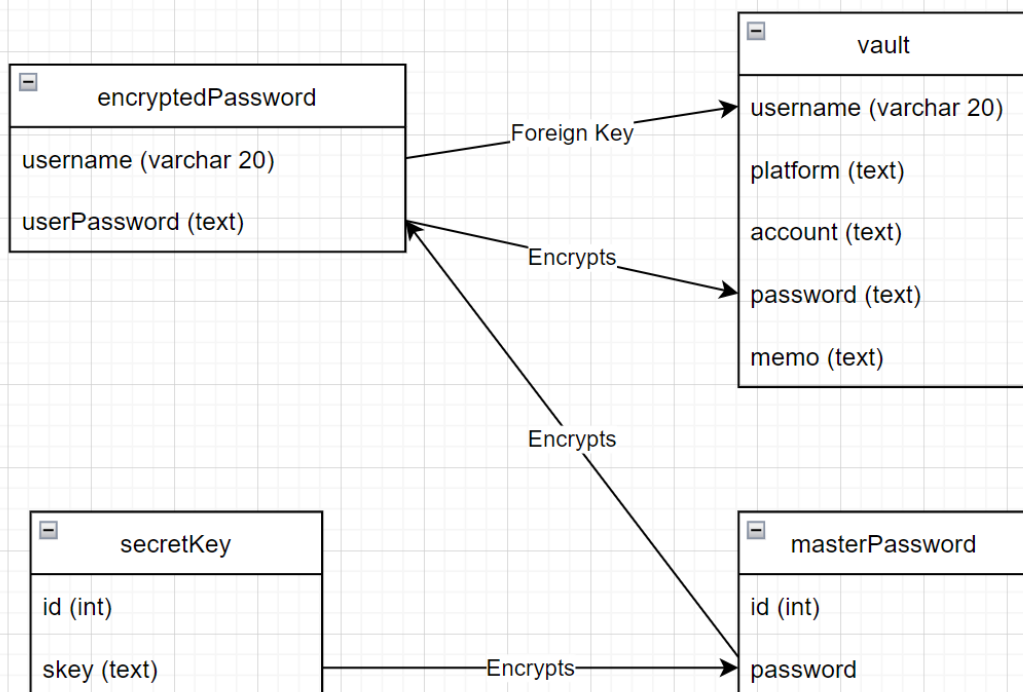 encryptedPassword
username (varchar 20)
userPassword (text)
Foreign Key
Encrypts
vault
username (varchar 20)
platform (text)
account (text)
password (text)
memo (text)
Encrypts
secretKey
id (int)
skey (text)
Encrypts
masterPassword
id (int)
password